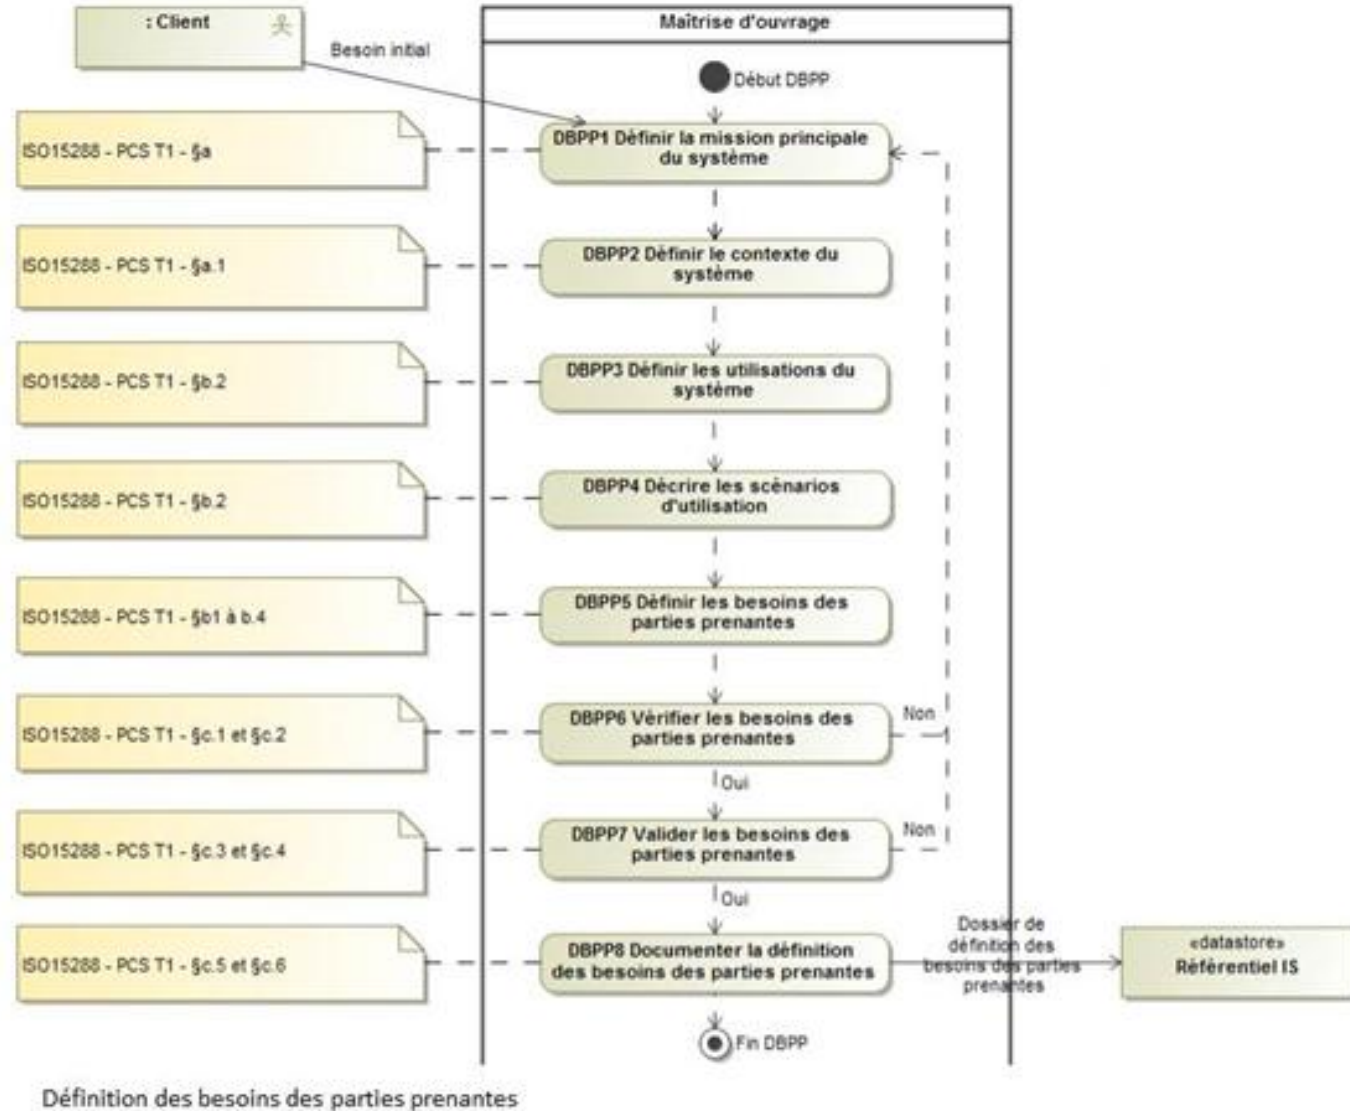 : Client
Maîtrise d'ouvrage
Besoin initial
Début DBPP
ISO15288 - PCS T1 - §a
DBPP1 Définir la mission principale
du système
ISO15288 - PCS T1 - §a.1
DBPP2 Définir le contexte du
système
ISO15288 - PCS T1 - §b.2
DBPP3 Définir les utilisations du
système
ISO15288 - PCS T1 - §b.2
DBPP4 Décrire les scénarios
d'utilisation
ISO15288 - PCS T1 - §b1 à b.4
DBPP5 Définir les besoins des
parties prenantes
ISO15288 - PCS T1 - §c.1 et §c.2
DBPP6 Vérifier les besoins des
parties prenantes
Non
Oui
ISO15288 - PCS T1 - §c.3 et §c.4
DBPP7 Valider les besoins des
parties prenantes
Non
Oui
ISO15288 - PCS T1 - §c.5 et §c.6
DBPP8 Documenter la définition
des besoins des parties prenantes
Dossier de
définition des
besoins des parties
prenantes
«datastore»
Référentiel IS
Fin DBPP
Définition des besoins des parties prenantes